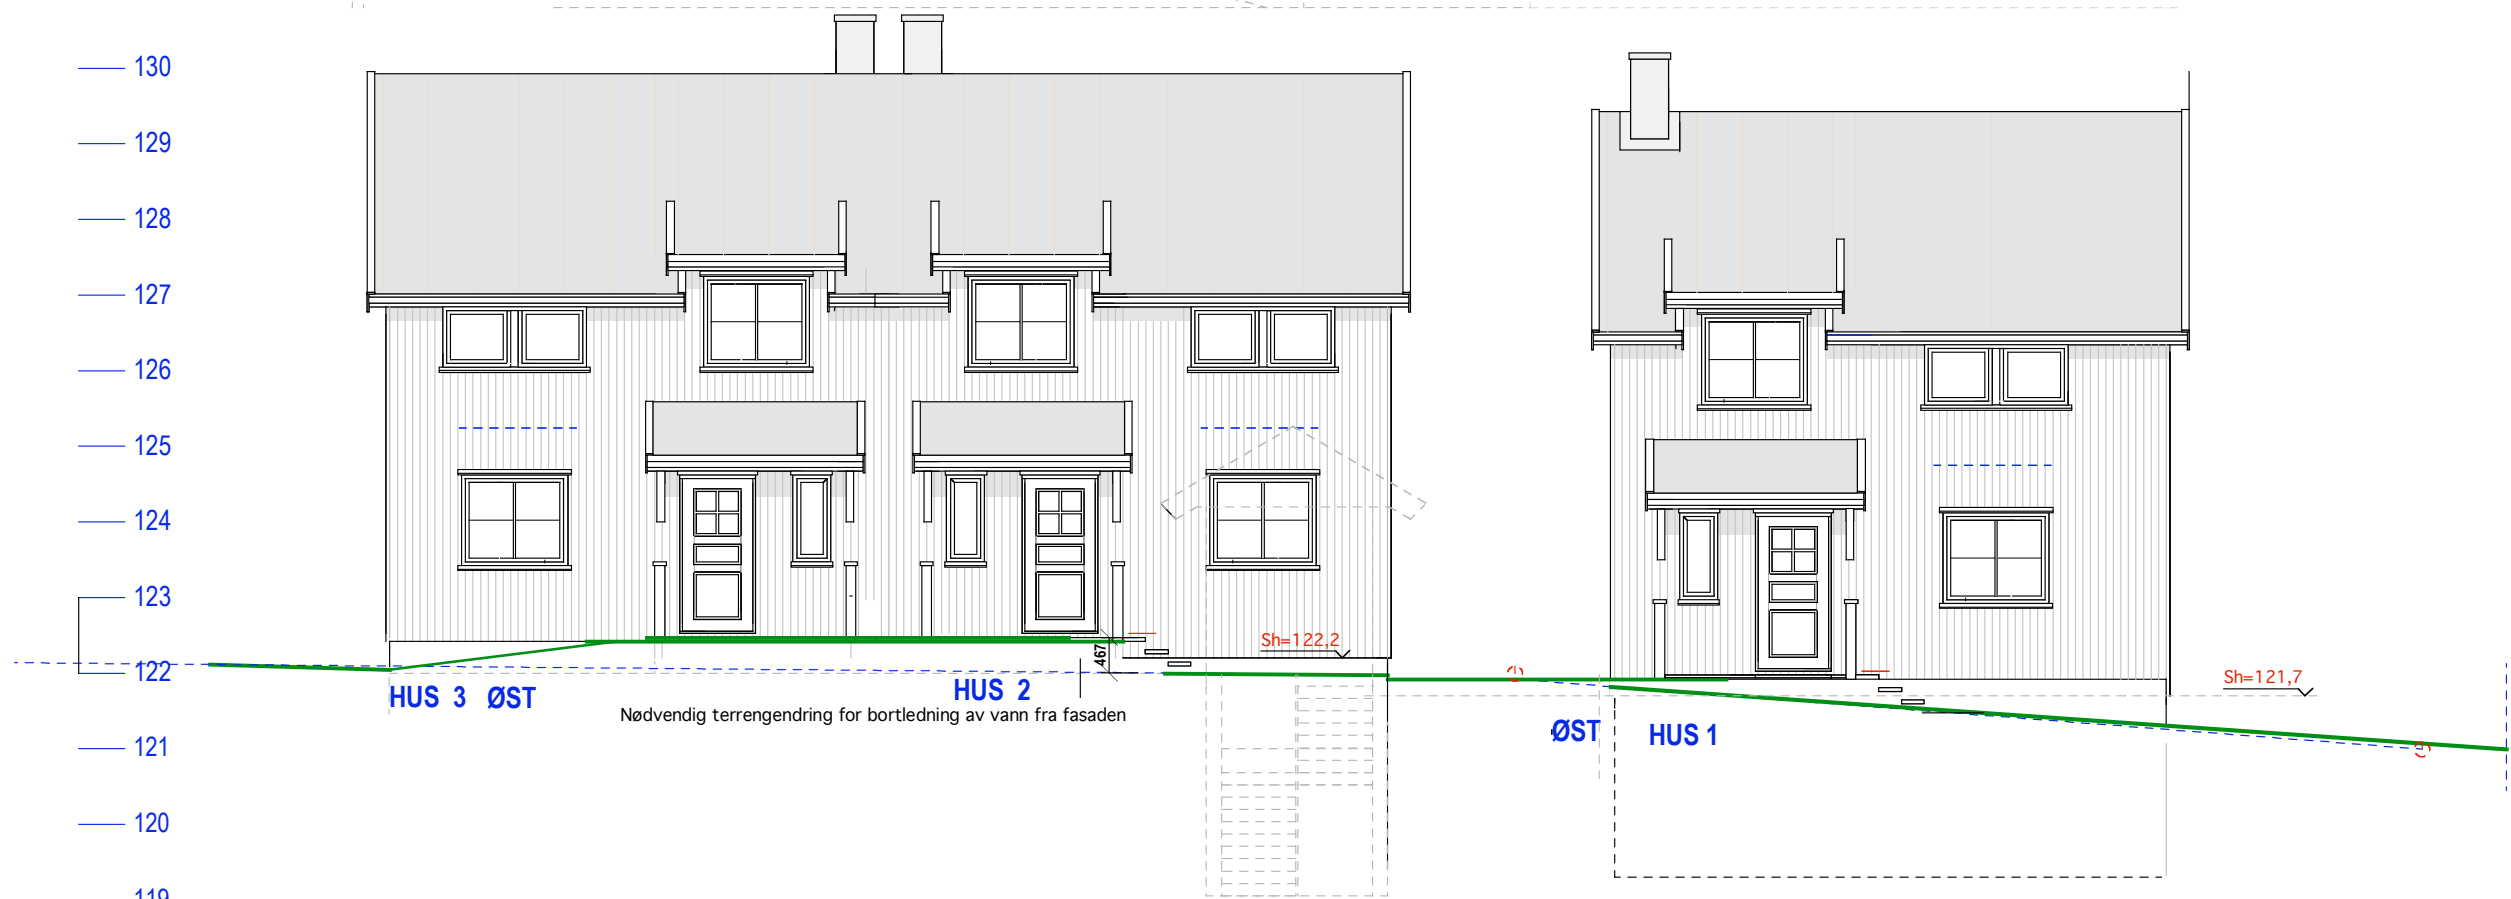 130
129
128
127
126
125
124
123
122
121
120
119
467
Sh=122,2
Sh=121,7
HUS 3 ØST
HUS 2
Nødvendig terrengendring for bortledning av vann fra fasaden
ØST
HUS 1